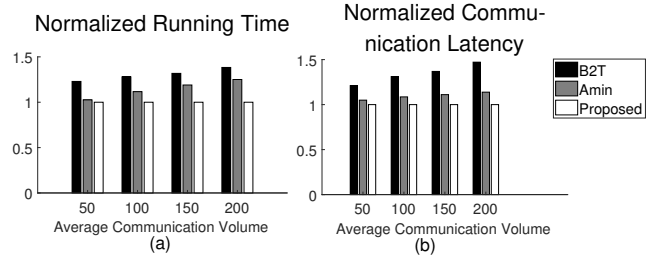 Normalized Running Time
1.5
1
0.5
0
50 100 150 200
Average Communication Volume
(a)
Normalized Commu-
nication Latency
1.5
1
0.5
0
50 100 150 200
Average Communication Volume
(b)
B2T
Amin
Proposed